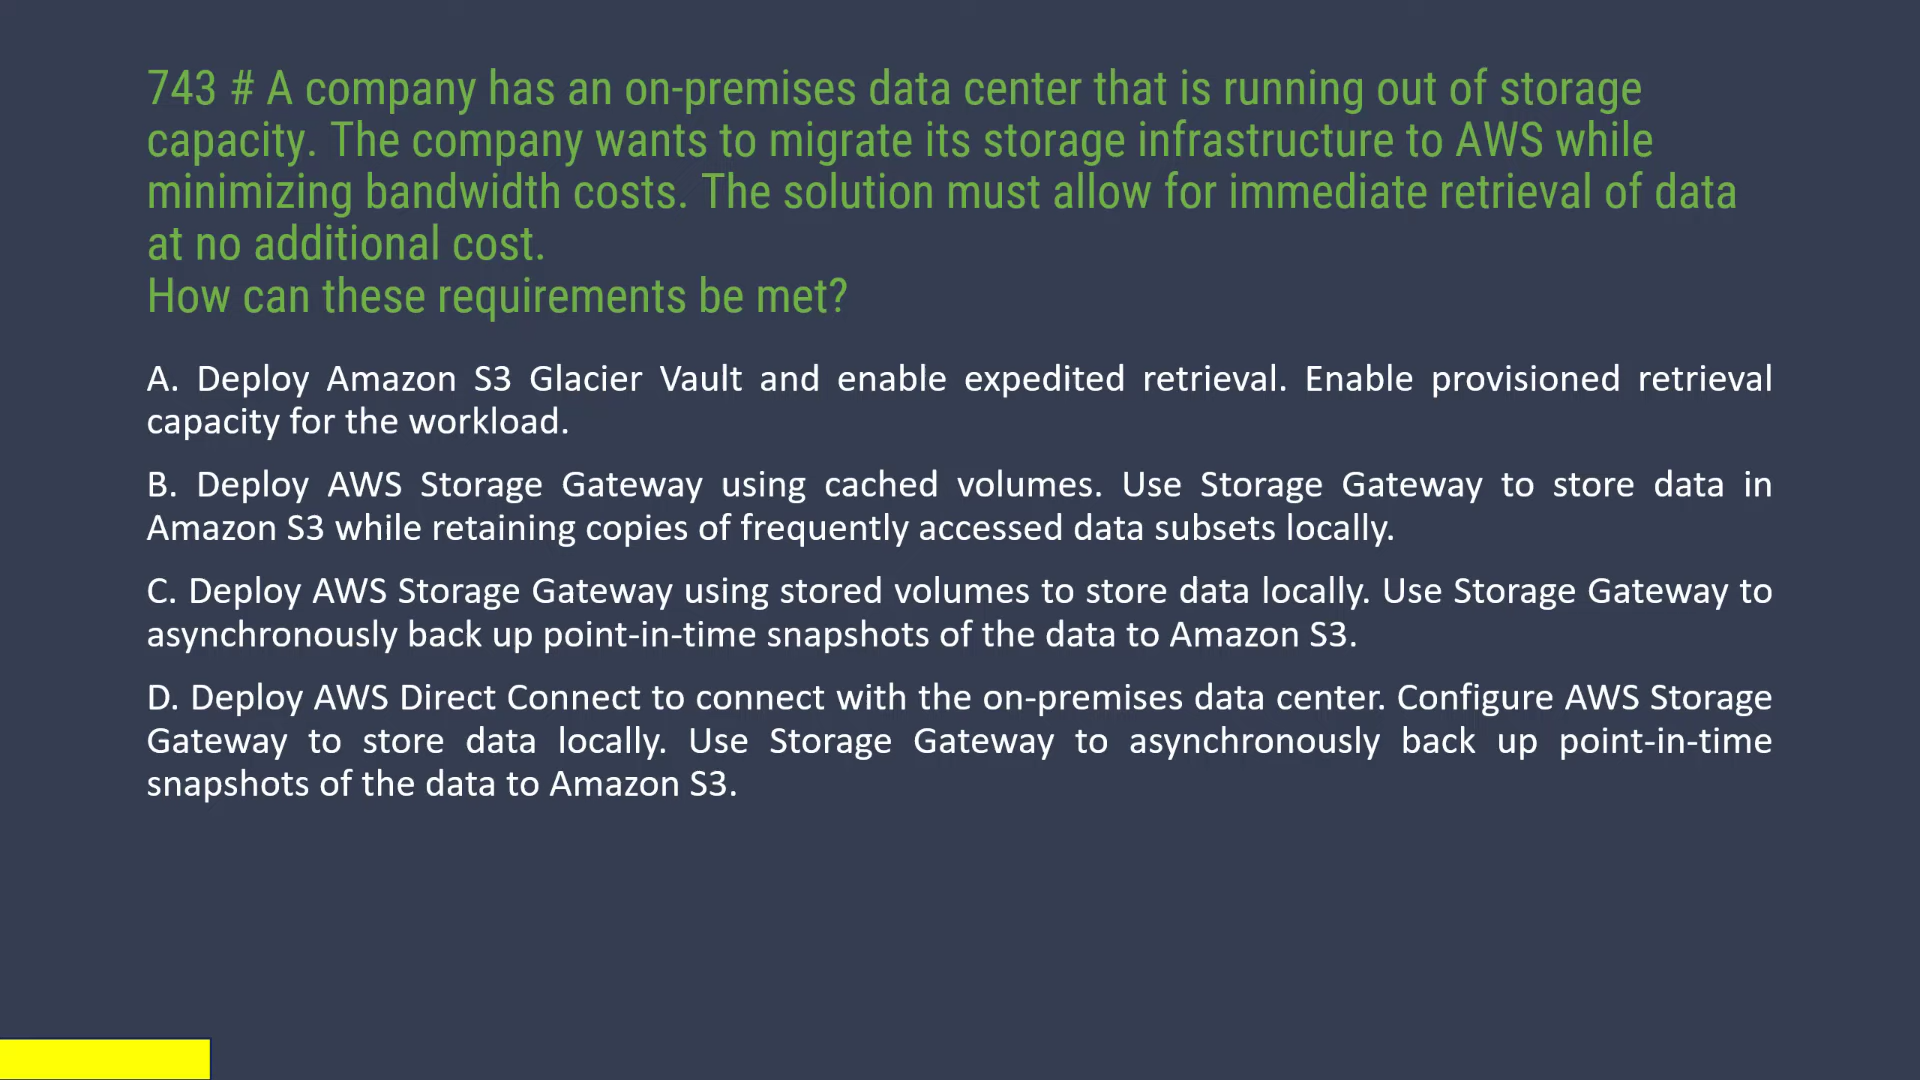 743 # A company has an on-premises data center that is running out of storage
capacity. The company wants to migrate its storage infrastructure to AWS while
minimizing bandwidth costs. The solution must allow for immediate retrieval of data
at no additional cost.
How can these requirements be met?
A. Deploy Amazon S3 Glacier Vault and enable expedited retrieval. Enable provisioned retrieval
capacity for the workload.
B. Deploy AWS Storage Gateway using cached volumes. Use Storage Gateway to store data in
Amazon S3 while retaining copies of frequently accessed data subsets locally.
C. Deploy AWS Storage Gateway using stored volumes to store data locally. Use Storage Gateway to
asynchronously back up point-in-time snapshots of the data to Amazon S3.
D. Deploy AWS Direct Connect to connect with the on-premises data center. Configure AWS Storage
Gateway to store data locally. Use Storage Gateway to asynchronously back up point-in-time
snapshots of the data to Amazon S3.